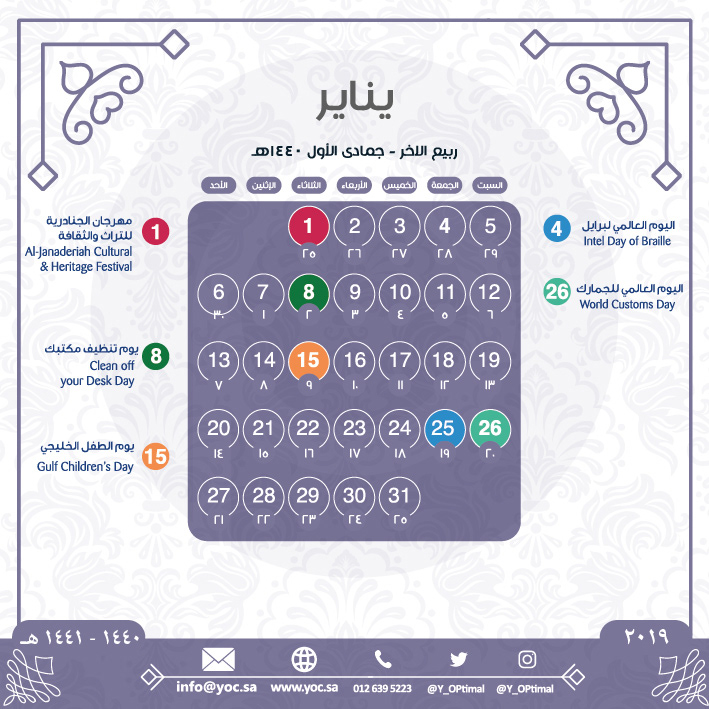 يناير
ربيع الاخر - جمادى الأول ١٤٤٠هـ
السبت الجمعة الخميس الأربعاء الثلاثاء الإثنين الأحد
1 2 3 4 5
٢٥ ٢٦ ٢٧ ٢٨ ٢٩
6 7 8 9 10 11 12
٣٠ ١ ٢ ٣ ٤ ٥ ٦
13 14 15 16 17 18 19
٧ ٨ ٩ ١٠ ١١ ١٢ ١٣
20 21 22 23 24 25 26
١٤ ١٥ ١٦ ١٧ ١٨ ١٩ ٢٠
27 28 29 30 31
٢١ ٢٢ ٢٣ ٢٤ ٢٥
4 اليوم العالمي لبرايل
Intel Day of Braille
26 اليوم العالمي للجمارك
World Customs Day
1 مهرجان الجنادرية
للتراث والثقافة
Al-Janaderiah Cultural
& Heritage Festival
8 يوم تنظيف مكتبك
Clean off
your Desk Day
15 يوم الطفل الخليجي
Gulf Children's Day
١٤٤٠ - ١٤٤١ هـ
٢٠١٩
info@yoc.sa www.yoc.sa 012 639 5223 @Y_OPtimal @Y_OPtimal